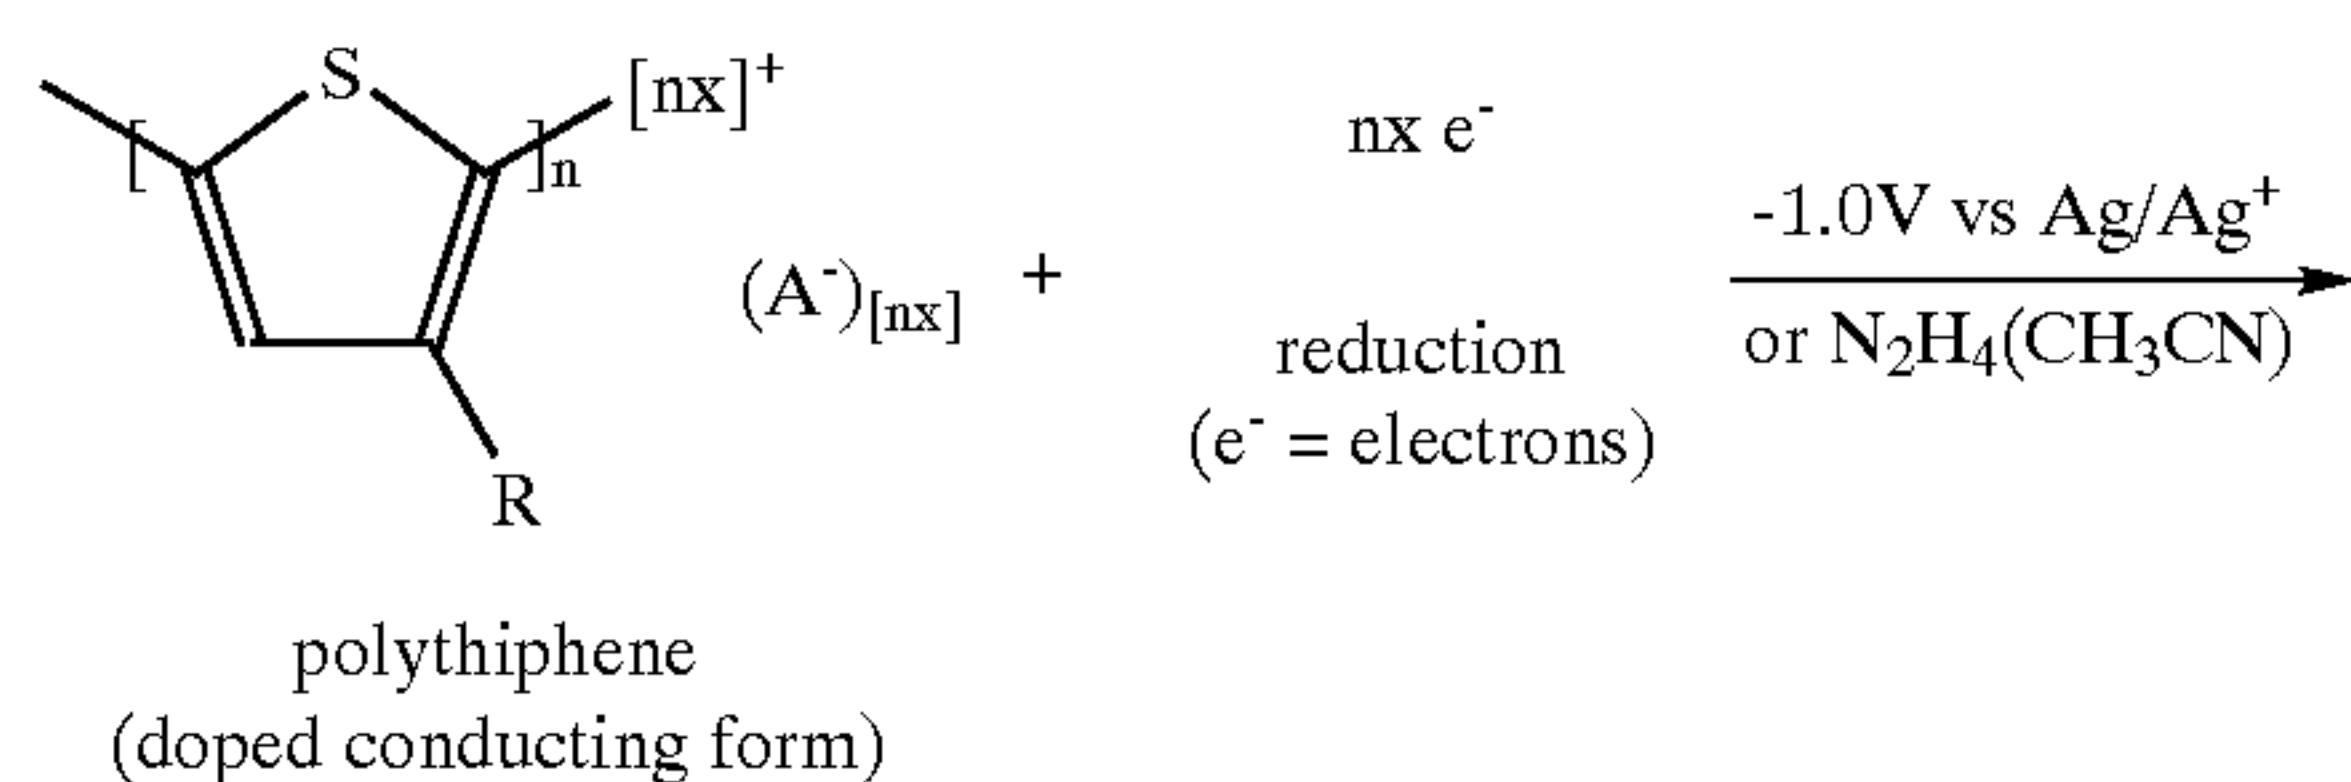 S
[nx]⁺
[ ]n
nx e⁻
-1.0V vs Ag/Ag⁺
(A⁻)[nx] +
or N₂H₄(CH₃CN)
reduction
(e⁻ = electrons)
R
polythiphene
(doped conducting form)